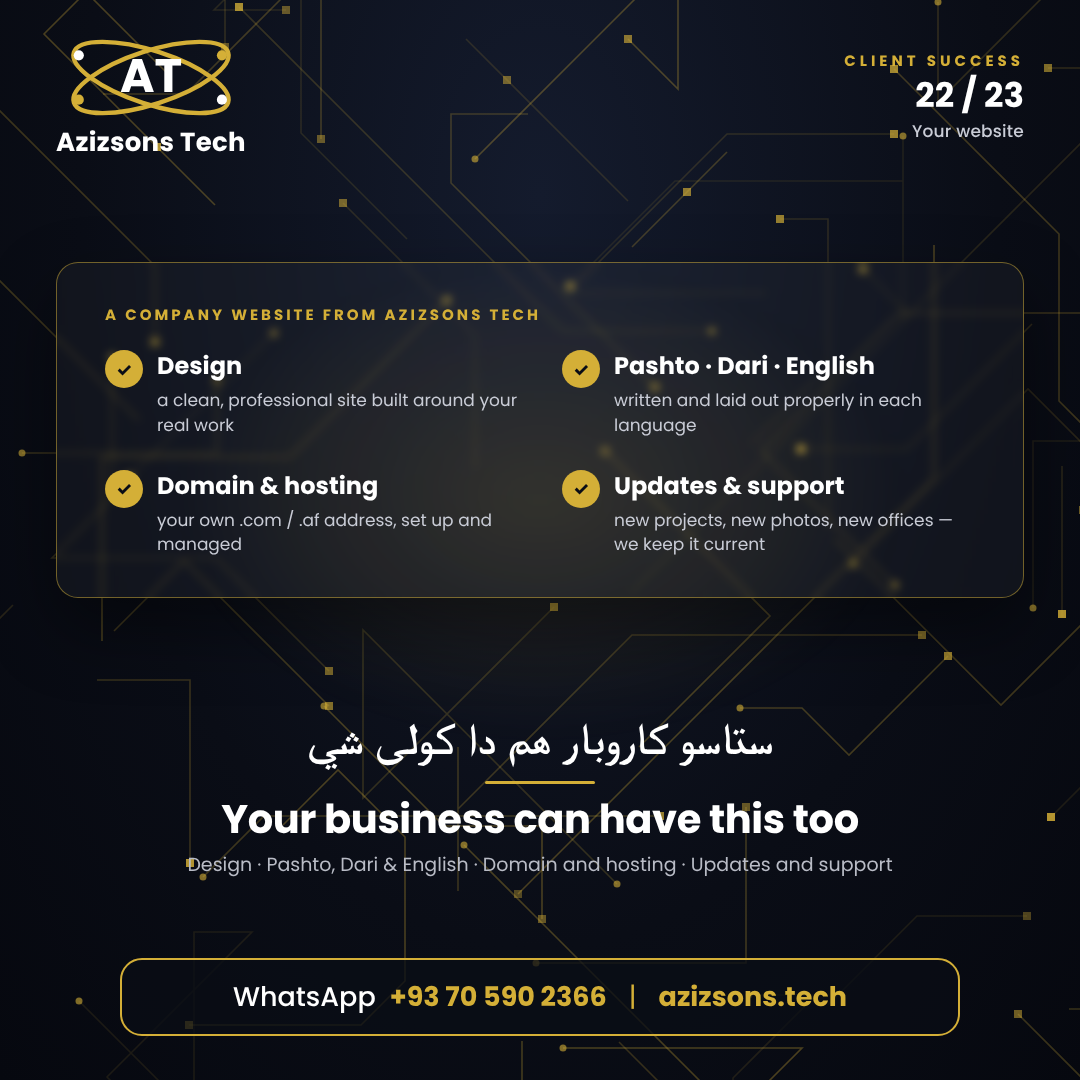 AT
Azizsons Tech
CLIENT SUCCESS
22 / 23
Your website
A COMPANY WEBSITE FROM AZIZSONS TECH
Design
a clean, professional site built around your
real work
Pashto · Dari · English
written and laid out properly in each
language
Domain & hosting
your own .com / .af address, set up and
managed
Updates & support
new projects, new photos, new offices —
we keep it current
ستاسو کاروبار هم دا کولی شي
Your business can have this too
Design · Pashto, Dari & English · Domain and hosting · Updates and support
WhatsApp +93 70 590 2366 | azizsons.tech